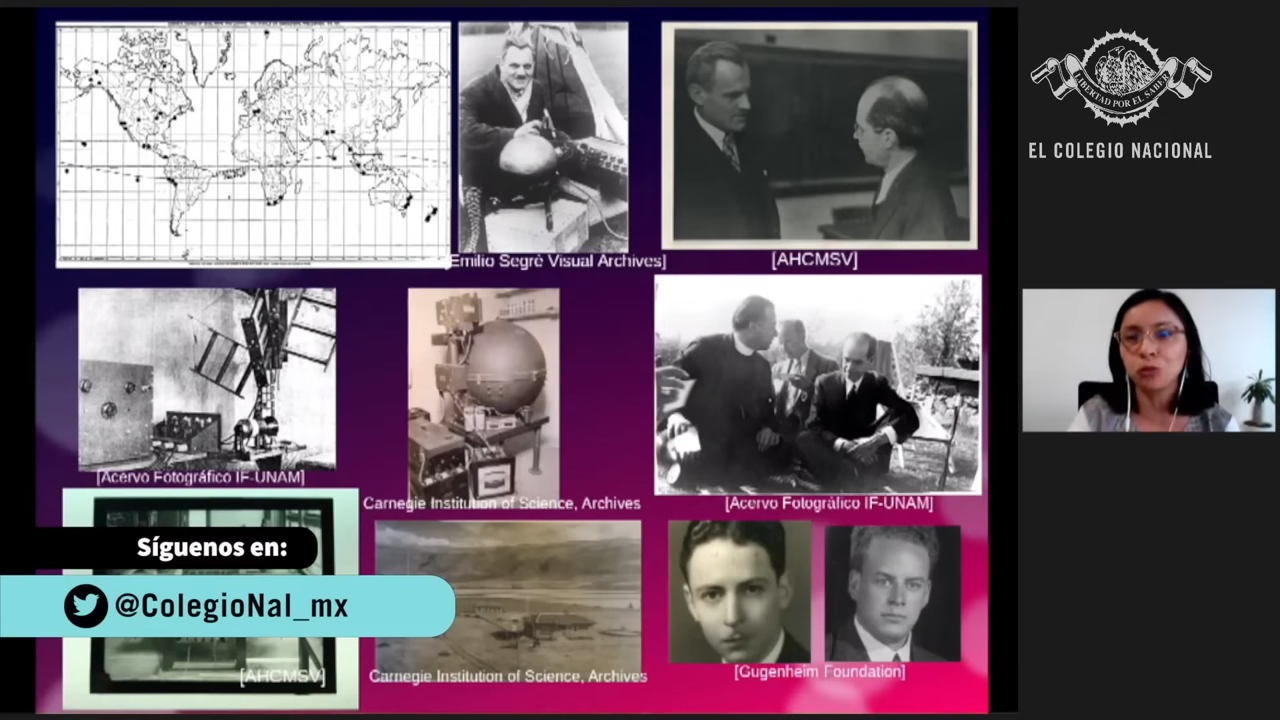 LIBERTAD POR EL SABER
EL COLEGIO NACIONAL
[Emilio Segrè Visual Archives]
[AHCMSV]
[Acervo Fotográfico IF-UNAM]
Carnegie Institution of Science, Archives
[Acervo Fotográfico IF-UNAM]
Síguenos en:
@ColegioNal_mx
[AHCMSV]
Carnegie Institution of Science, Archives
[Gugenheim Foundation]